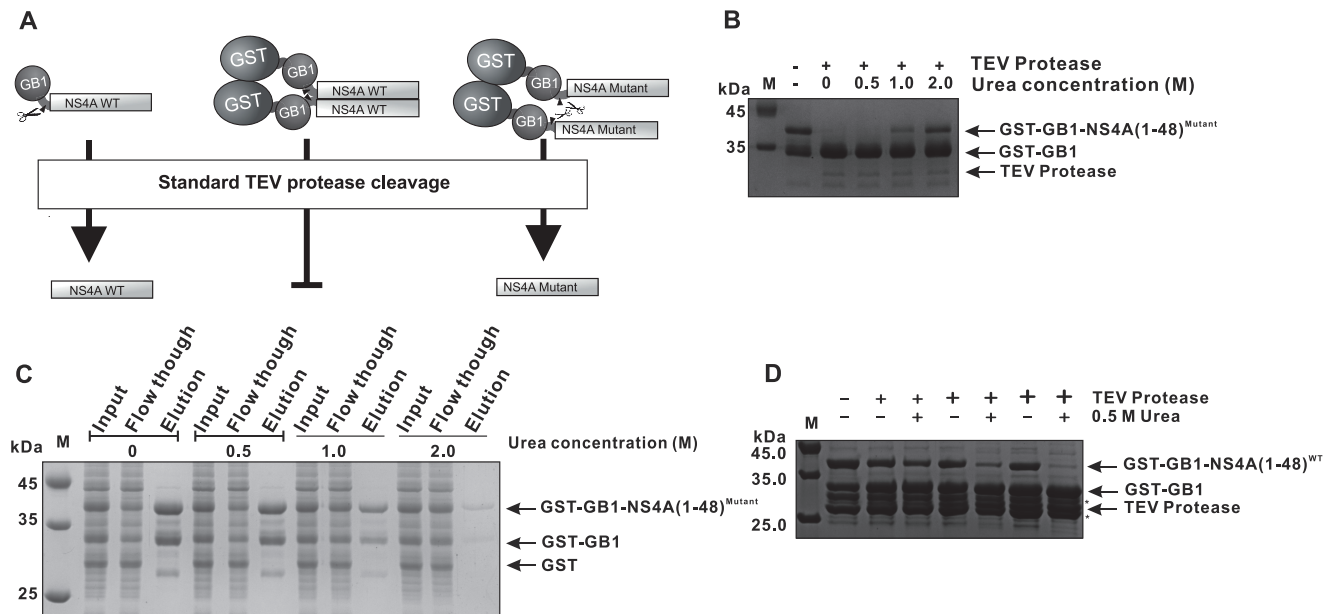 A
GST
GST
GB1
GB1
GB1
NS4A WT
NS4A WT
NS4A WT
GST
GST
GB1
GB1
NS4A Mutant
NS4A Mutant
Standard TEV protease cleavage
NS4A WT
NS4A Mutant
B
- + + + + TEV Protease
M - 0 0.5 1.0 2.0 Urea concentration (M)
kDa
45
35
GST-GB1-NS4A(1-48)Mutant
GST-GB1
TEV Protease
C
Input
Flow though
Elution
Input
Flow though
Elution
Input
Flow though
Elution
Input
Flow though
Elution
M
kDa
0 0.5 1.0 2.0 Urea concentration (M)
45
35
25
GST-GB1-NS4A(1-48)Mutant
GST-GB1
GST
D
– + + + + + + TEV Protease
M – – + – + – + 0.5 M Urea
kDa
45.0
35.0
25.0
GST-GB1-NS4A(1-48)WT
GST-GB1
*
TEV Protease
*